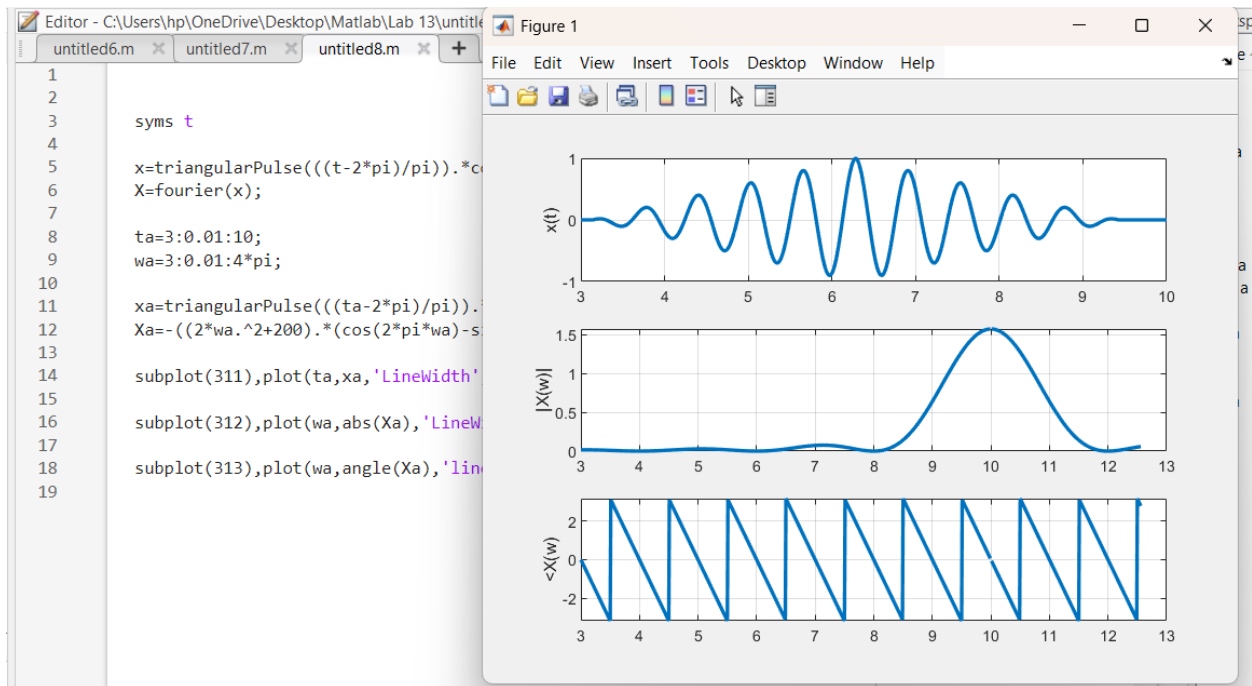 Editor - C:\Users\hp\OneDrive\Desktop\Matlab\Lab 13\untitle
untitled6.m untitled7.m untitled8.m +
1
2
3 syms t
4
5 x=triangularPulse(((t-2*pi)/pi)).*c
6 X=fourier(x);
7
8 ta=3:0.01:10;
9 wa=3:0.01:4*pi;
10
11 xa=triangularPulse(((ta-2*pi)/pi)).
12 Xa=-((2*wa.^2+200).*(cos(2*pi*wa)-s
13
14 subplot(311),plot(ta,xa,'LineWidth'
15
16 subplot(312),plot(wa,abs(Xa),'LineW
17
18 subplot(313),plot(wa,angle(Xa),'line
19
Figure 1
File Edit View Insert Tools Desktop Window Help
x(t)
1
0
-1
3 4 5 6 7 8 9 10
|X(w)|
1.5
1
0.5
0
3 4 5 6 7 8 9 10 11 12 13
<X(w)
2
0
-2
3 4 5 6 7 8 9 10 11 12 13